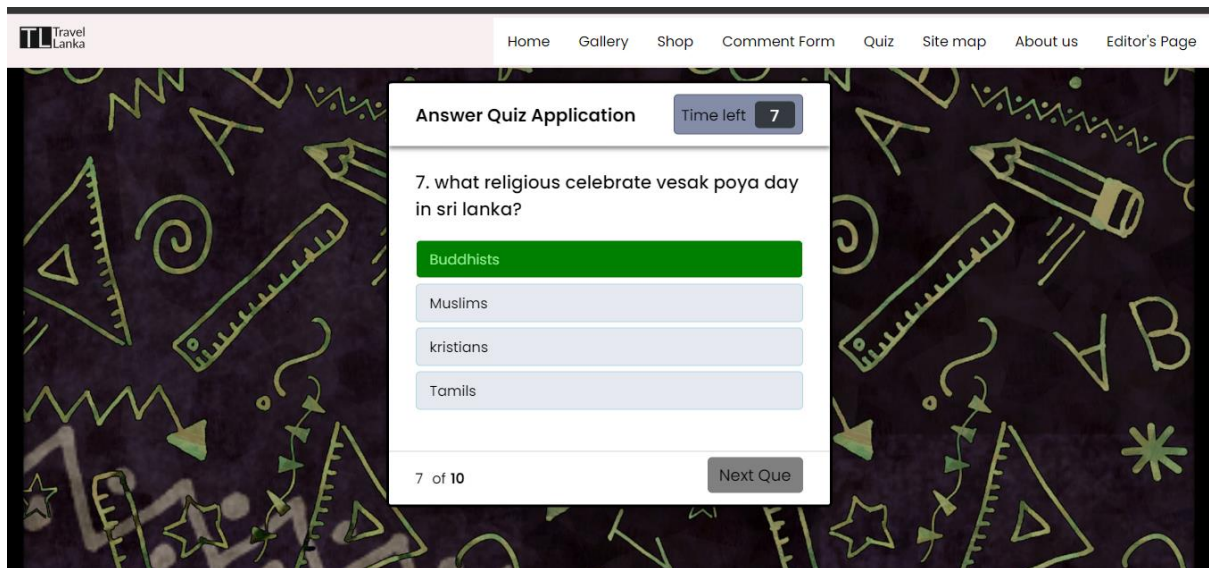 TL Travel
Lanka
Home Gallery Shop Comment Form Quiz Site map About us Editor's Page
Answer Quiz Application Time left 7
7. what religious celebrate vesak poya day
in sri lanka?
Buddhists
Muslims
kristians
Tamils
7 of 10 Next Que